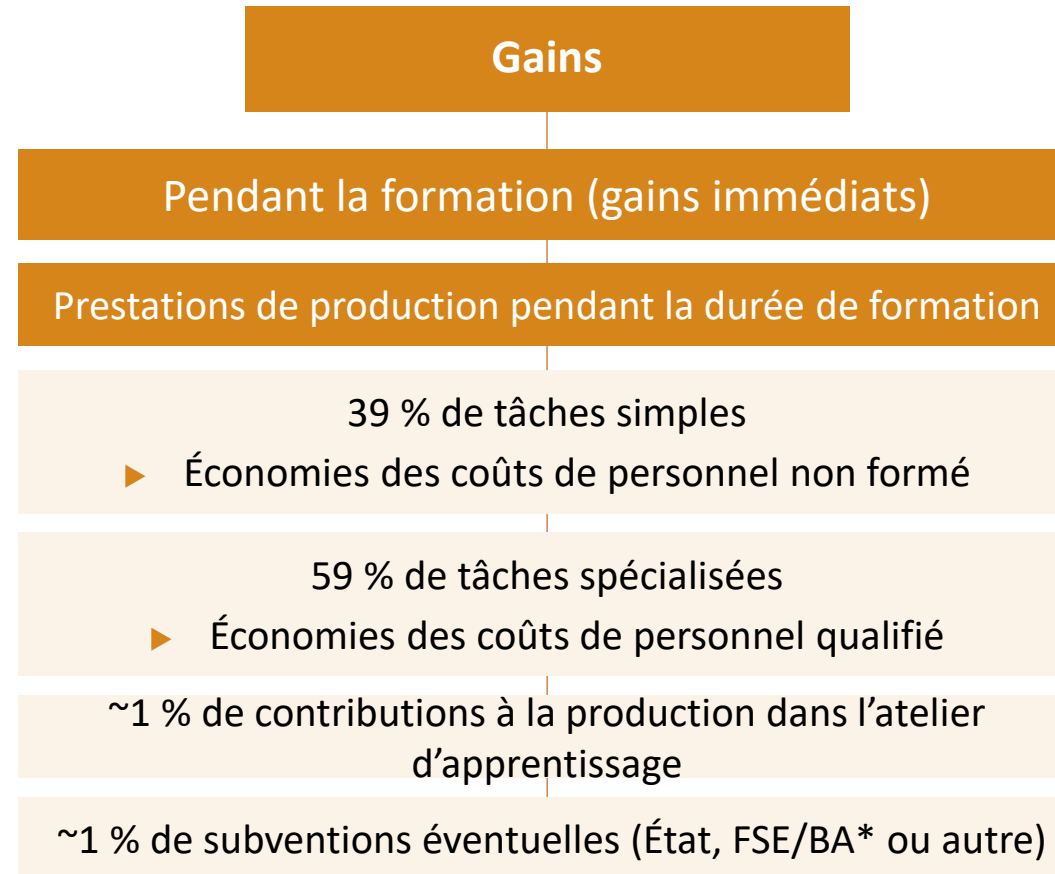 Gains
Pendant la formation (gains immédiats)
Prestations de production pendant la durée de formation
39 % de tâches simples
Économies des coûts de personnel non formé
59 % de tâches spécialisées
Économies des coûts de personnel qualifié
~1 % de contributions à la production dans l’atelier
d’apprentissage
~1 % de subventions éventuelles (État, FSE/BA* ou autre)